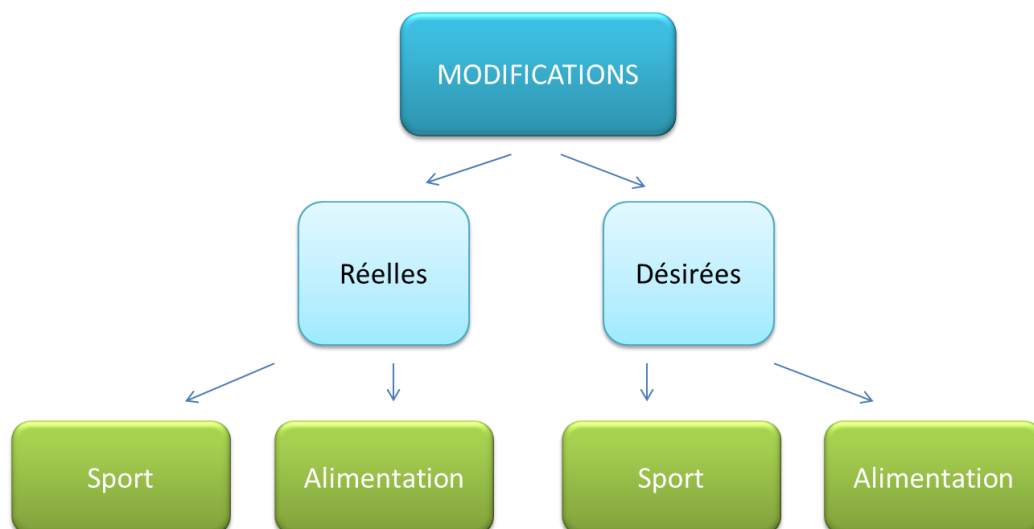 MODIFICATIONS
Réelles
Désirées
Sport
Alimentation
Sport
Alimentation